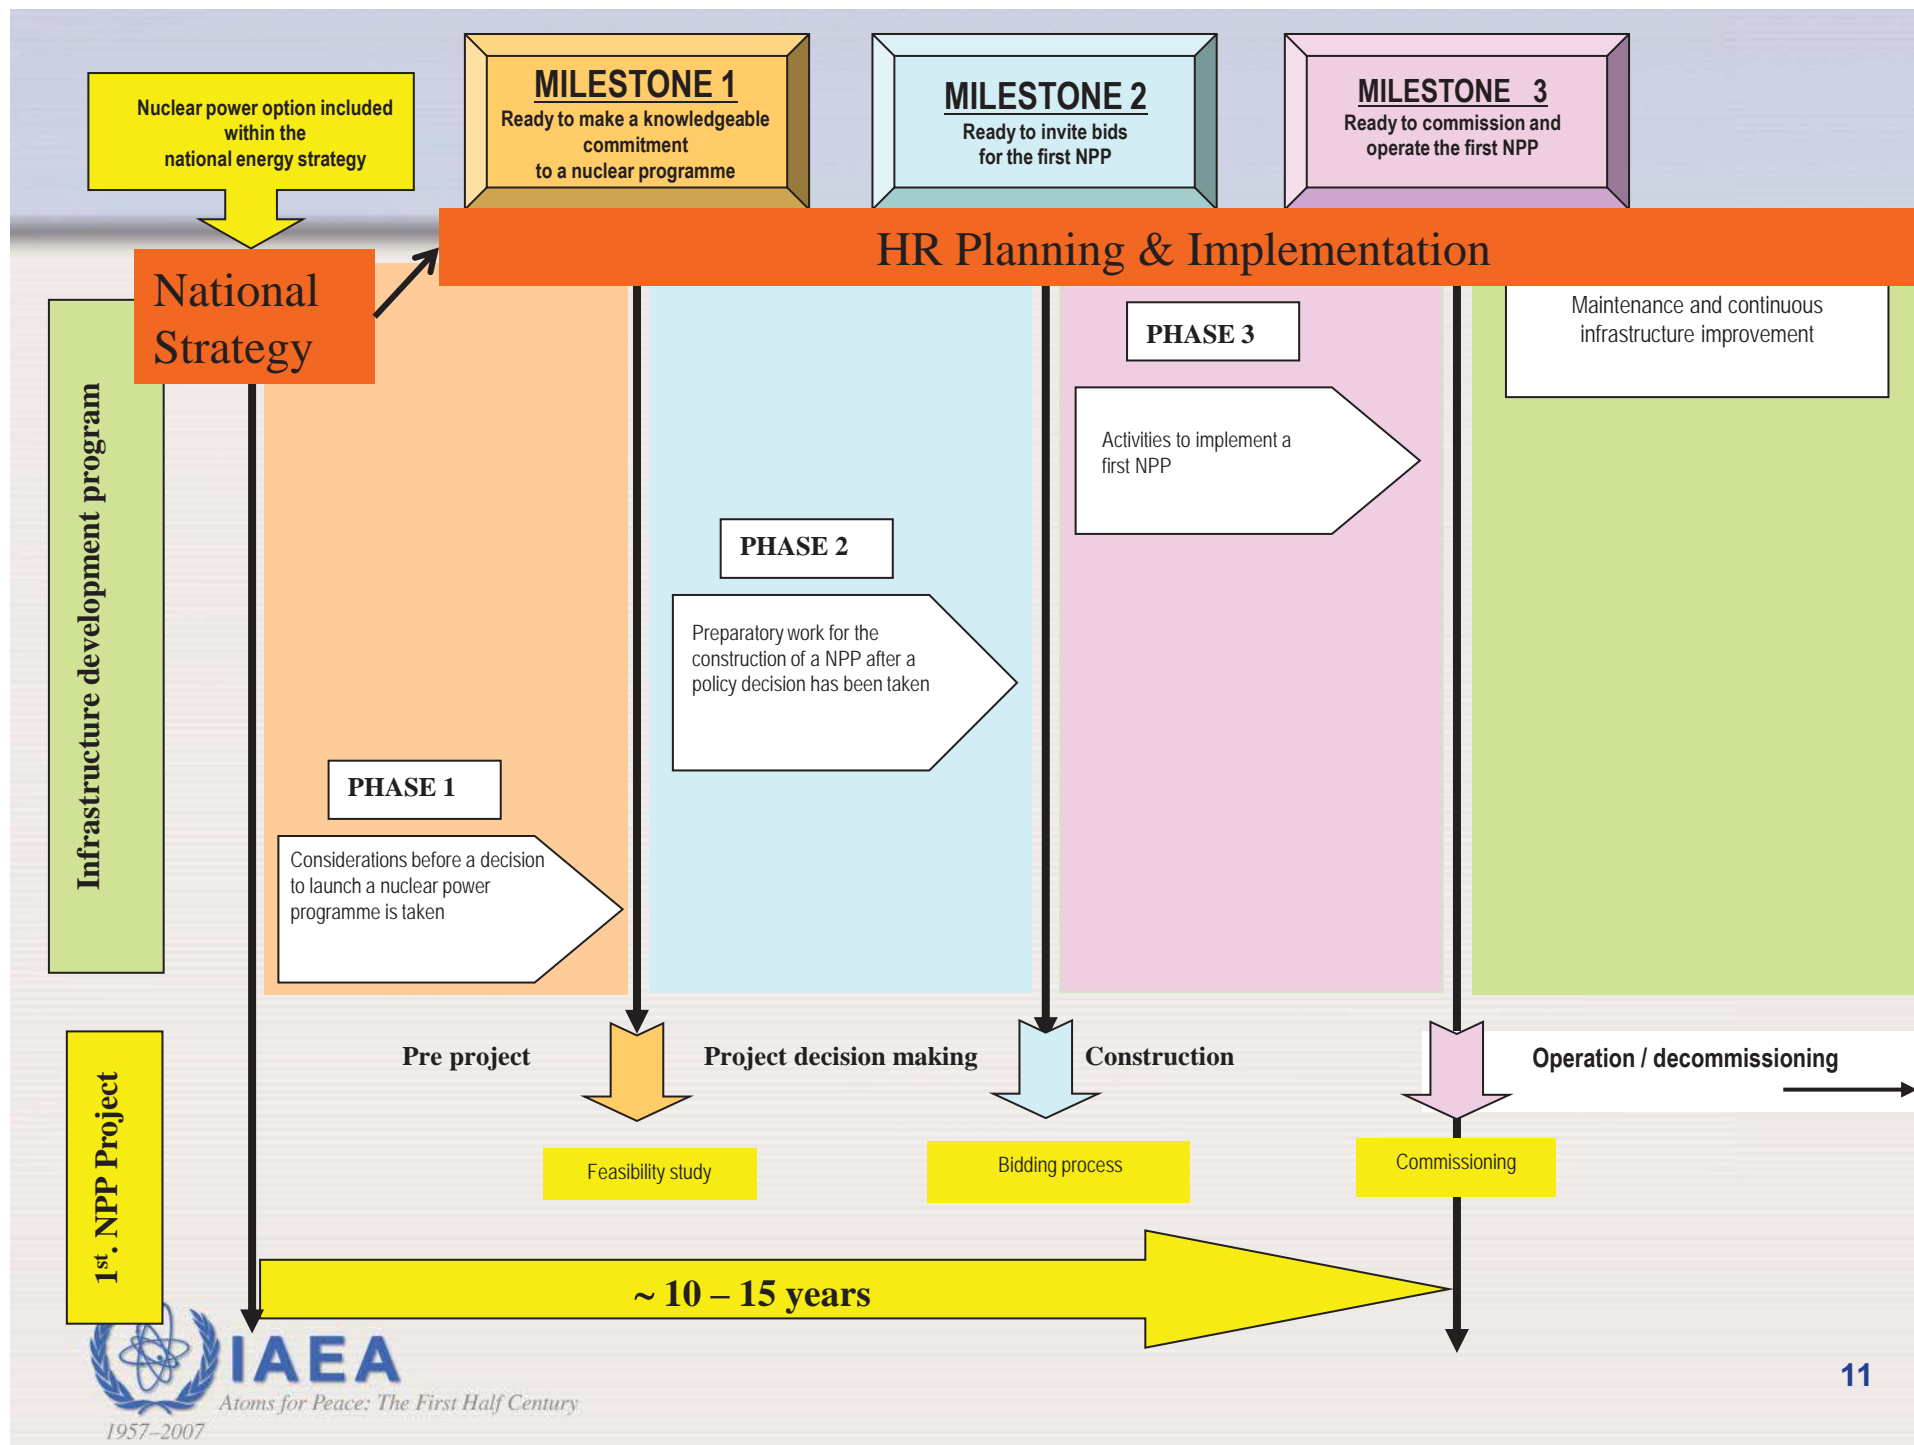 Nuclear power option included
within the
national energy strategy
MILESTONE 1
Ready to make a knowledgeable
commitment
to a nuclear programme
MILESTONE 2
Ready to invite bids
for the first NPP
MILESTONE 3
Ready to commission and
operate the first NPP
HR Planning & Implementation
National
Strategy
Maintenance and continuous
infrastructure improvement
PHASE 3
Activities to implement a
first NPP
PHASE 2
Preparatory work for the
construction of a NPP after a
policy decision has been taken
PHASE 1
Considerations before a decision
to launch a nuclear power
programme is taken
Infrastructure development program
Pre project
Project decision making
Construction
Operation / decommissioning
1st. NPP Project
Feasibility study
Bidding process
Commissioning
~ 10 – 15 years
IAEA
Atoms for Peace: The First Half Century
1957–2007
11